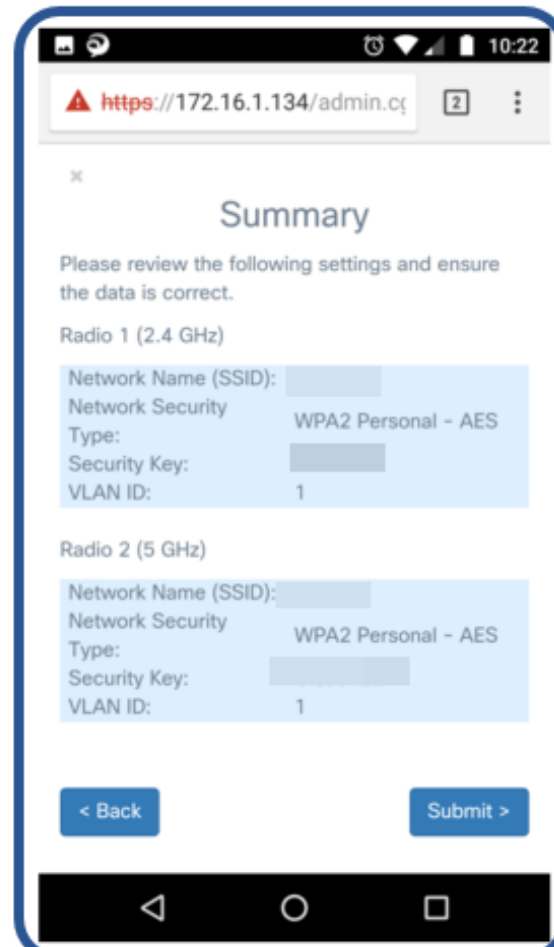 10:22
https://172.16.1.134/admin.cg
2
×
Summary
Please review the following settings and ensure
the data is correct.
Radio 1 (2.4 GHz)
Network Name (SSID):
Network Security
Type:
WPA2 Personal - AES
Security Key:
VLAN ID: 1
Radio 2 (5 GHz)
Network Name (SSID):
Network Security
Type:
WPA2 Personal - AES
Security Key:
VLAN ID: 1
< Back
Submit >